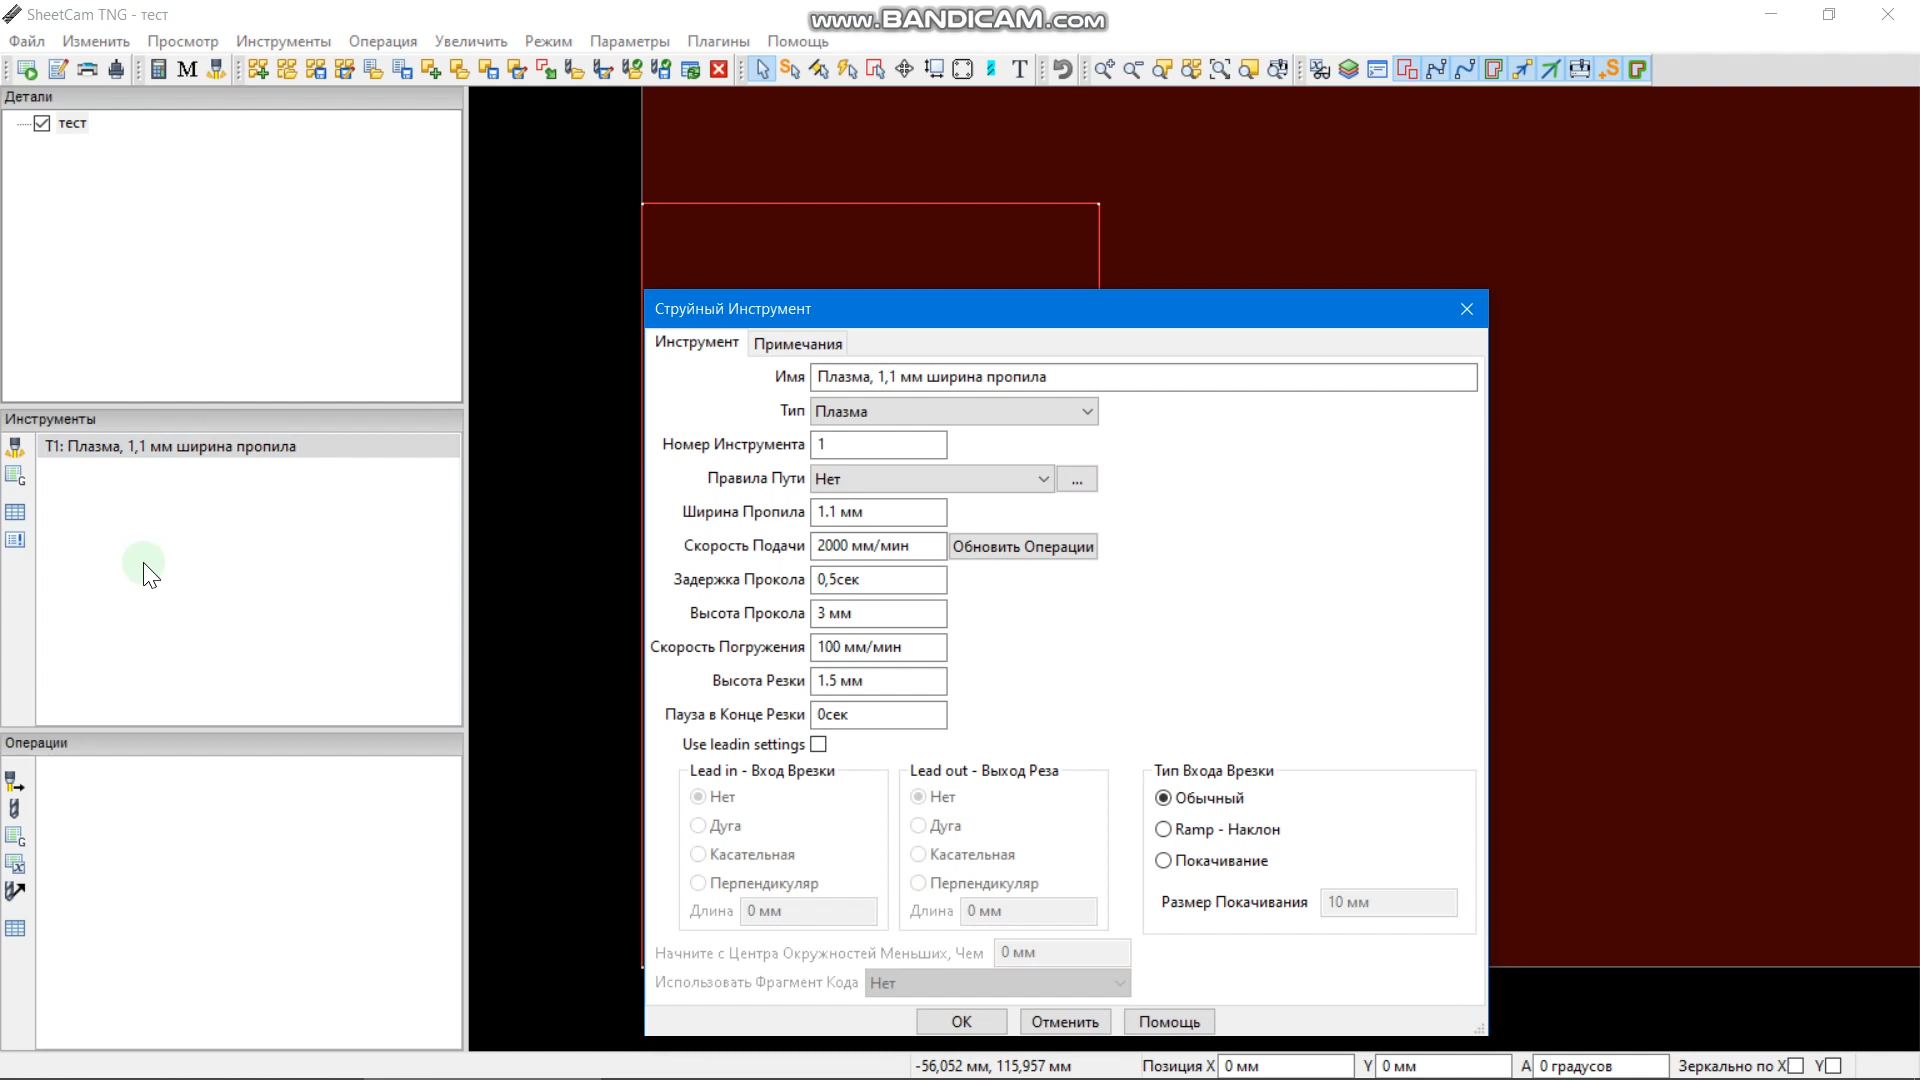 SheetCam TNG - тест
www.BANDICAM.com
Файл Изменить Просмотр Инструменты Операция Увеличить Режим Параметры Плагины Помощь
Детали
тест
Инструменты
T1: Плазма, 1,1 мм ширина пропила
Операции
Струйный Инструмент
Инструмент Примечания
Имя Плазма, 1,1 мм ширина пропила
Тип Плазма
Номер Инструмента 1
Правила Пути Нет ...
Ширина Пропила 1.1 мм
Скорость Подачи 2000 мм/мин Обновить Операции
Задержка Прокола 0,5сек
Высота Прокола 3 мм
Скорость Погружения 100 мм/мин
Высота Резки 1.5 мм
Пауза в Конце Резки 0сек
Use leadin settings
Lead in - Вход Врезки Lead out - Выход Реза Тип Входа Врезки
Нет Нет Обычный
Дуга Дуга Ramp - Наклон
Касательная Касательная Покачивание
Перпендикуляр Перпендикуляр
Длина 0 мм Длина 0 мм Размер Покачивания 10 мм
Начните с Центра Окружностей Меньших, Чем 0 мм
Использовать Фрагмент Кода Нет
ОК Отменить Помощь
-56,052 мм, 115,957 мм Позиция X 0 мм Y 0 мм A 0 градусов Зеркально по X Y